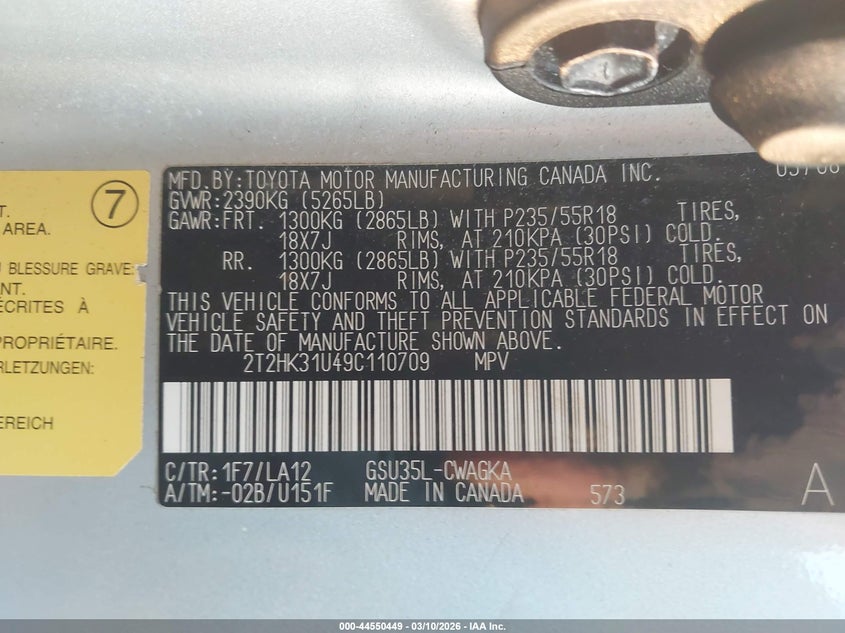 7
T.
AREA.
U BLESSURE GRAVE:
NT.
ÉCRITES À
PROPRIÉTAIRE.
RLETZUNGEN:
EREICH
MFD.BY:TOYOTA MOTOR MANUFACTURING CANADA INC.
GVWR:2390KG (5265LB)
GAWR:FRT. 1300KG (2865LB) WITH P235/55R18 TIRES,
18X7J RIMS, AT 210KPA (30PSI) COLD.
RR. 1300KG (2865LB) WITH P235/55R18 TIRES,
18X7J RIMS, AT 210KPA (30PSI) COLD.
THIS VEHICLE CONFORMS TO ALL APPLICABLE FEDERAL MOTOR
VEHICLE SAFETY AND THEFT PREVENTION STANDARDS IN EFFECT ON
THE DATE OF MANUFACTURE SHOWN ABOVE.
2T2HK31U49C110709 MPV
C/TR:1F7/LA12 GSU35L-CWAGKA
A/TM:-02B/U151F MADE IN CANADA 573 A
000-44550449 - 03/10/2026 - IAA Inc.